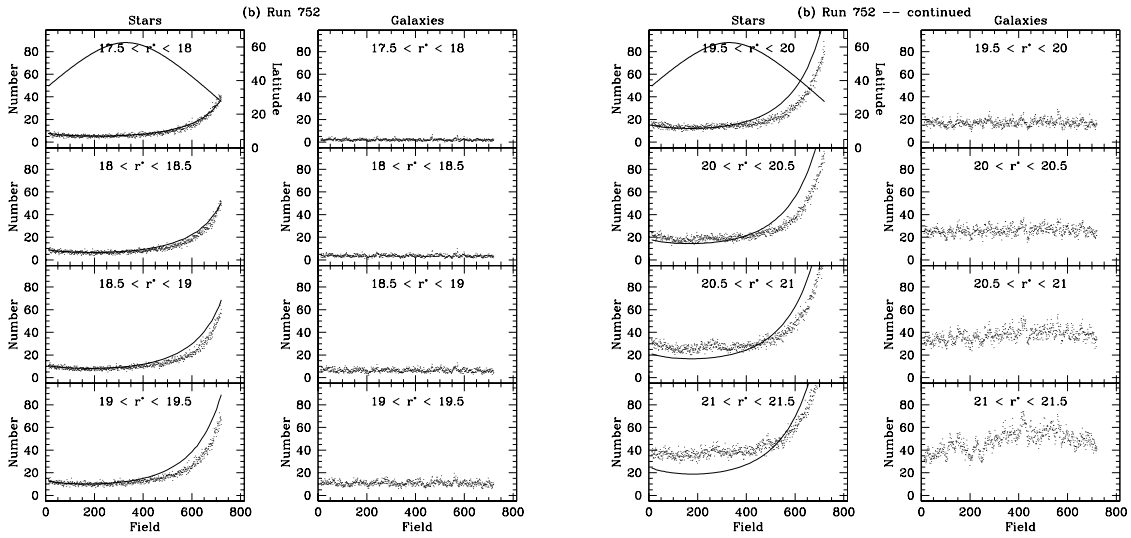 (b) Run 752
Stars
Galaxies
17.5 < r* < 18
17.5 < r* < 18
80
60
40
20
0
Number
60
40
20
0
Latitude
18 < r* < 18.5
18 < r* < 18.5
80
60
40
20
0
Number
18.5 < r* < 19
18.5 < r* < 19
80
60
40
20
0
Number
19 < r* < 19.5
19 < r* < 19.5
80
60
40
20
0
Number
0 200 400 600 800
0 200 400 600 800
Field
Field
(b) Run 752 -- continued
Stars
Galaxies
19.5 < r* < 20
19.5 < r* < 20
80
60
40
20
0
Number
60
40
20
0
Latitude
20 < r* < 20.5
20 < r* < 20.5
80
60
40
20
0
Number
20.5 < r* < 21
20.5 < r* < 21
80
60
40
20
0
Number
21 < r* < 21.5
21 < r* < 21.5
80
60
40
20
0
Number
0 200 400 600 800
0 200 400 600 800
Field
Field